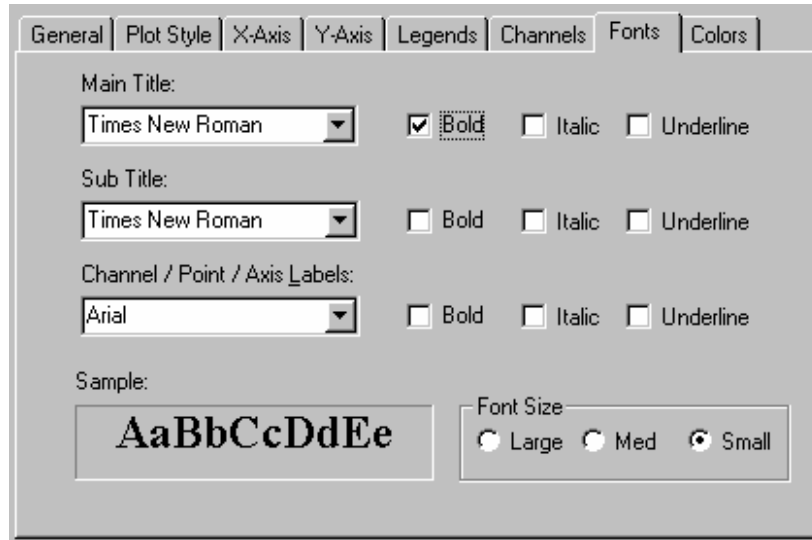 General Plot Style X-Axis Y-Axis Legends Channels Fonts Colors
Main Title:
Times New Roman Bold Italic Underline
Sub Title:
Times New Roman Bold Italic Underline
Channel / Point / Axis Labels:
Arial Bold Italic Underline
Sample:
AaBbCcDdEe
Font Size
Large Med Small